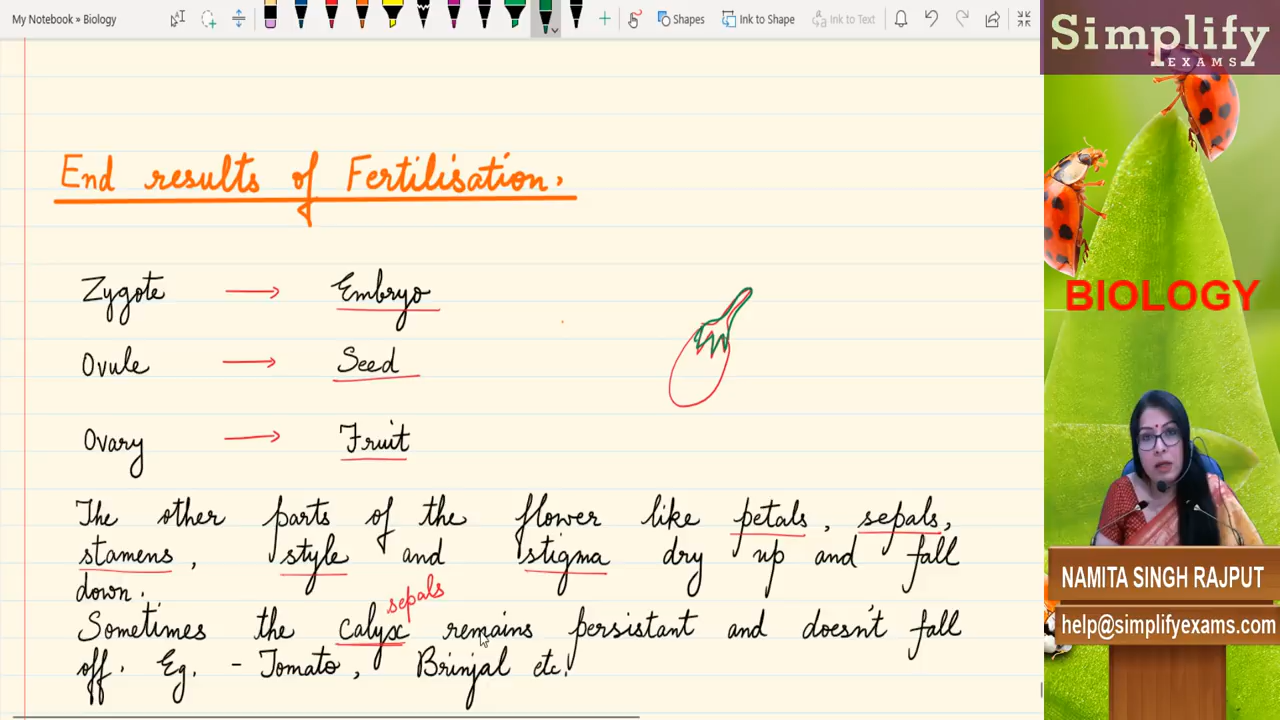 My Notebook » Biology
Shapes
Ink to Shape
Ink to Text
Simplify
EXAMS
End results of Fertilisation.
Zygote → Embryo
Ovule → Seed
Ovary → Fruit
The other parts of the flower like petals, sepals,
stamens, style and stigma dry up and fall
down.
sepals
Sometimes the calyx remains persistant and doesn't fall
off. Eg. - Tomato, Brinjal etc.
BIOLOGY
NAMITA SINGH RAJPUT
help@simplifyexams.com